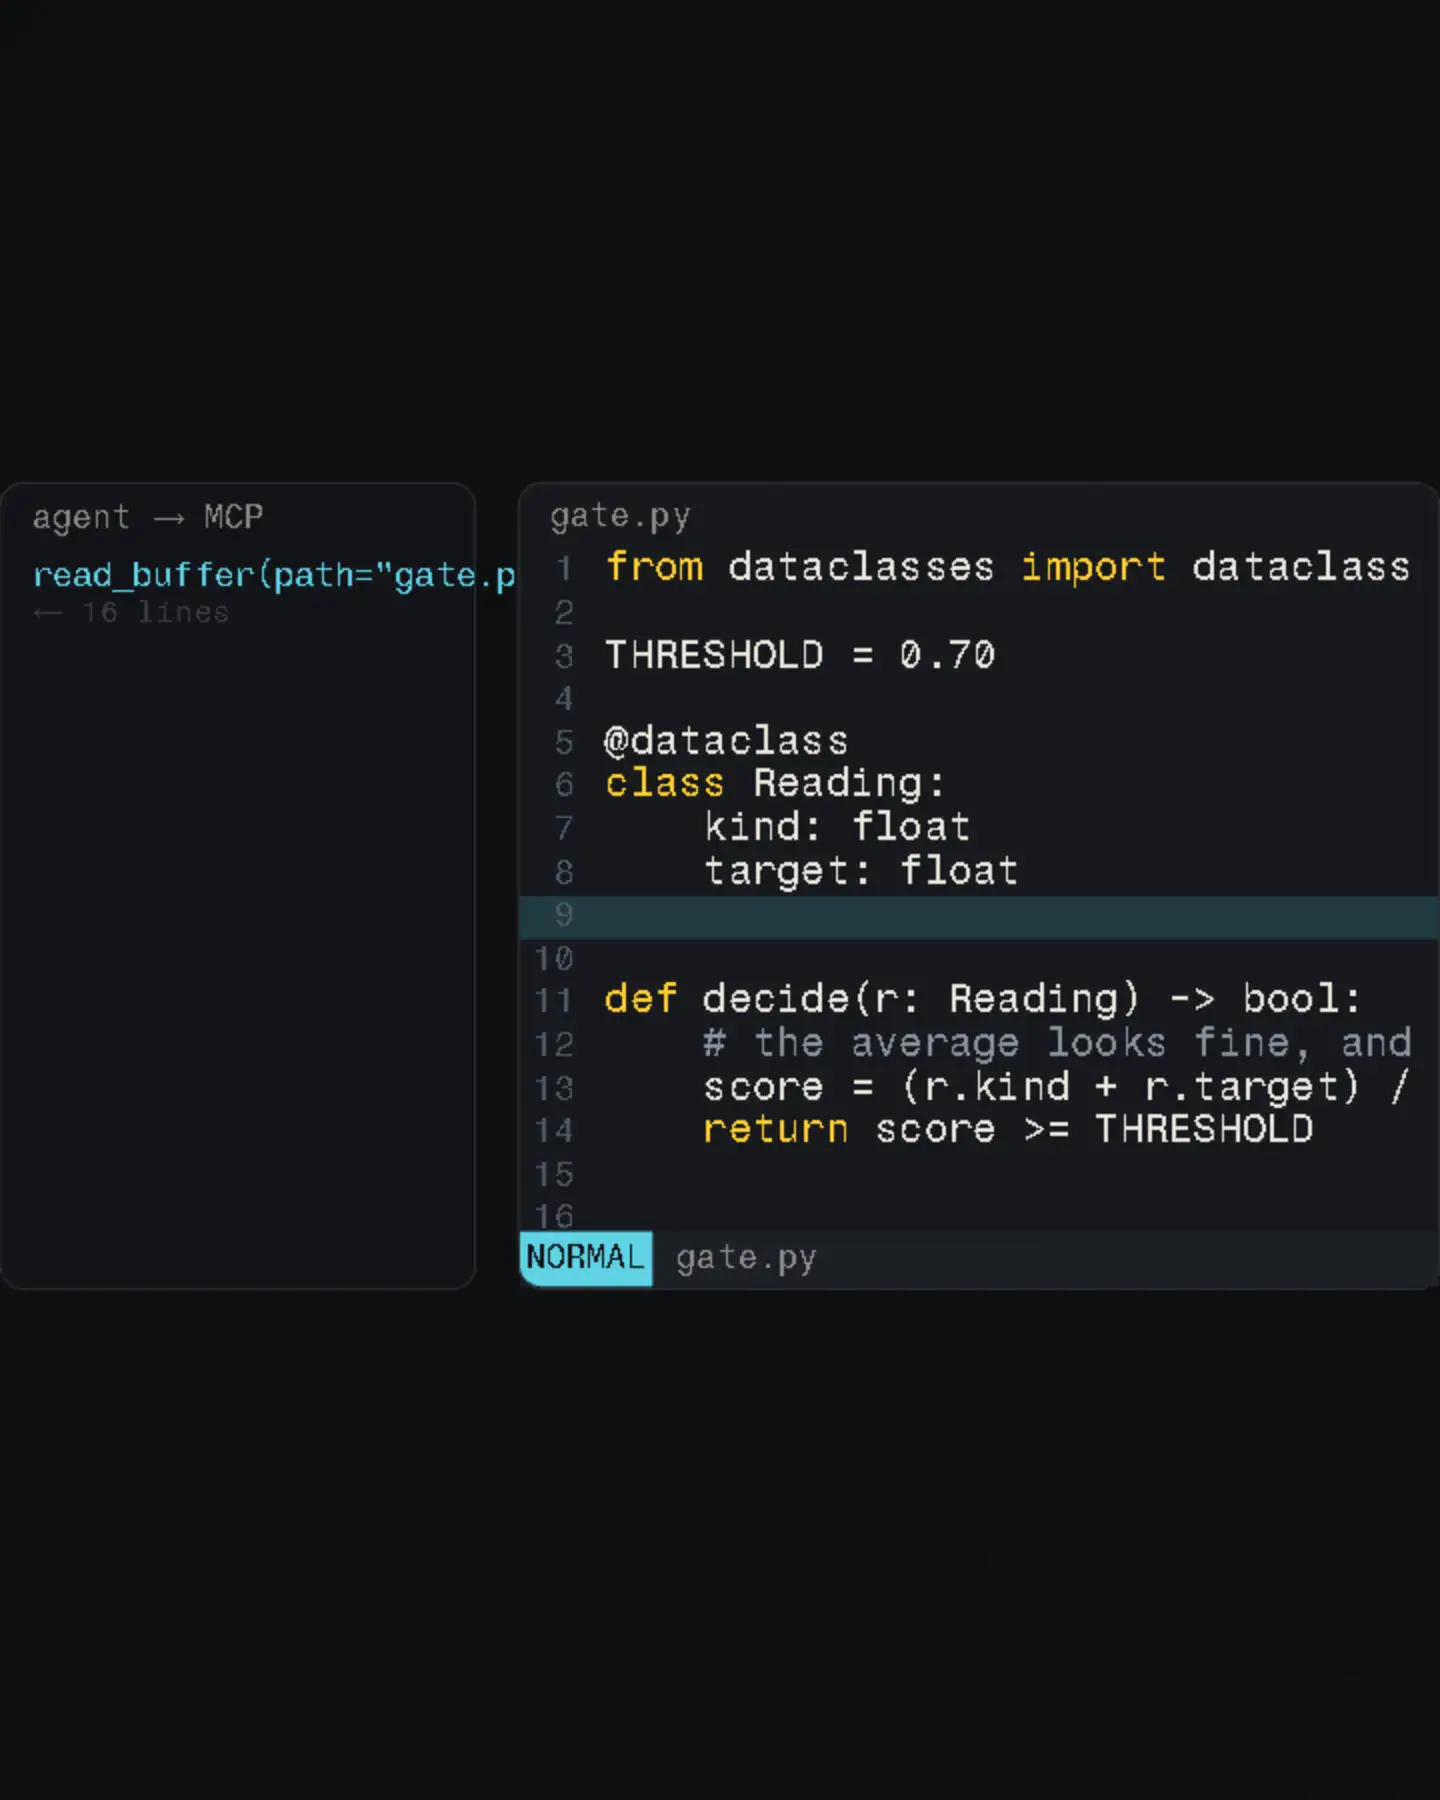 agent → MCP
read_buffer(path="gate.p
← 16 lines
gate.py
1 from dataclasses import dataclass
2
3 THRESHOLD = 0.70
4
5 @dataclass
6 class Reading:
7     kind: float
8     target: float
9
10
11 def decide(r: Reading) -> bool:
12     # the average looks fine, and
13     score = (r.kind + r.target) /
14     return score >= THRESHOLD
15
16
NORMAL gate.py